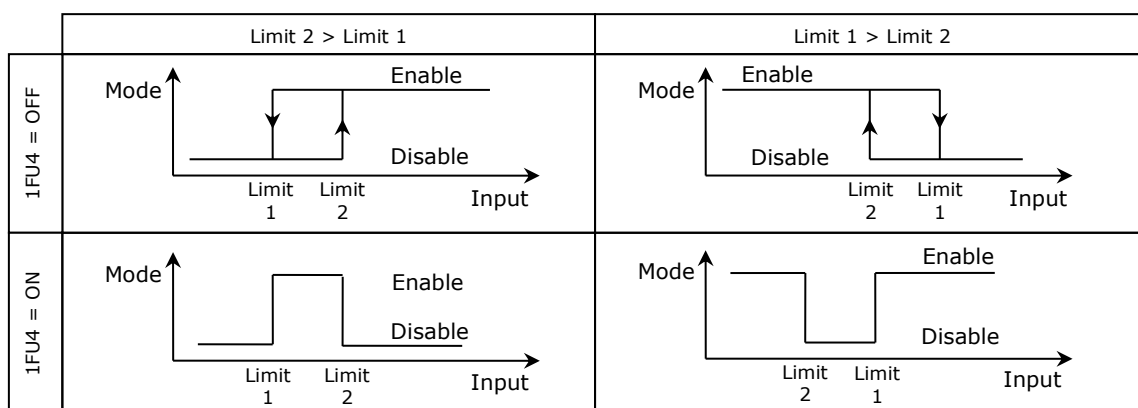 Limit 2 > Limit 1
Limit 1 > Limit 2
1FU4 = OFF
Mode
Enable
Disable
Limit
1
Limit
2
Input
Mode
Enable
Disable
Limit
2
Limit
1
Input
1FU4 = ON
Mode
Enable
Disable
Limit
1
Limit
2
Input
Mode
Enable
Disable
Limit
2
Limit
1
Input